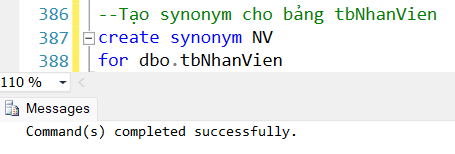 386 --Tạo synonym cho bảng tbNhanVien
387 create synonym NV
388 for dbo.tbNhanVien
110 %
Messages
Command(s) completed successfully.